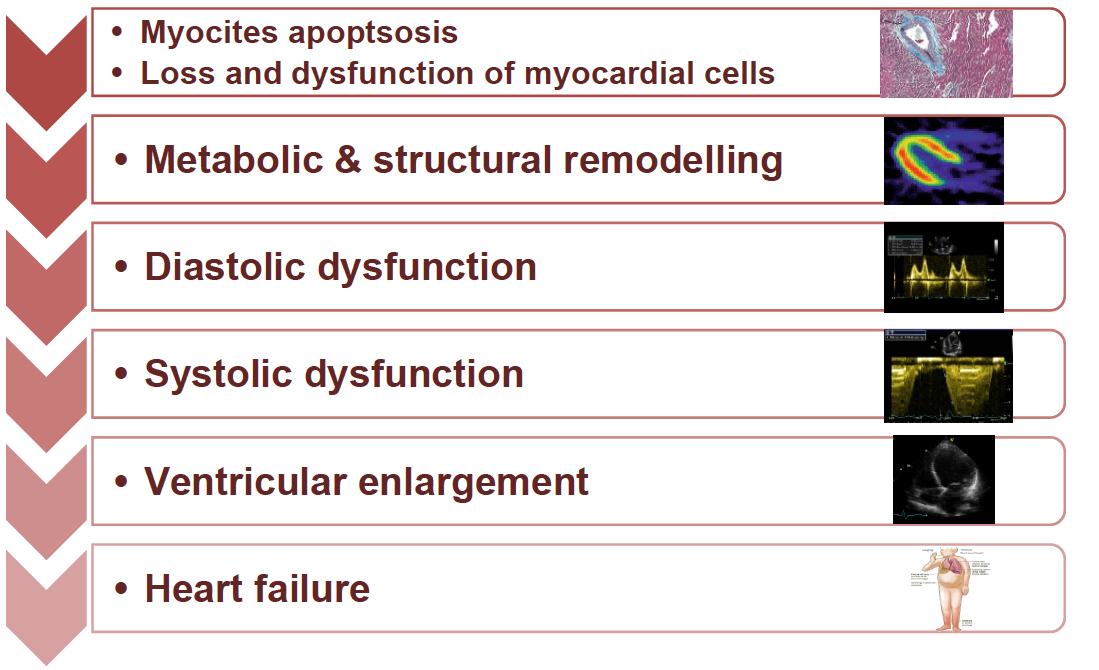 • Myocites apoptsosis
• Loss and dysfunction of myocardial cells
• Metabolic & structural remodelling
• Diastolic dysfunction
• Systolic dysfunction
• Ventricular enlargement
• Heart failure